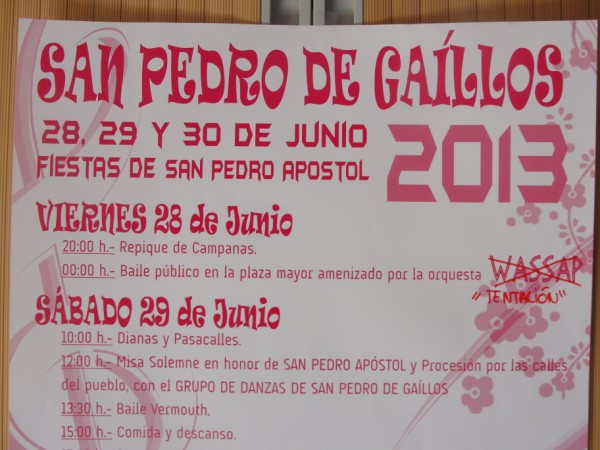 SAN PEDRO DE GAÍLLOS
28, 29 Y 30 DE JUNIO
FIESTAS DE SAN PEDRO APOSTOL
2013
VIERNES 28 de Junio
20:00 h.- Repique de Campanas.
00:00 h.- Baile público en la plaza mayor amenizado por la orquesta WASSAP
"TENTACIÓN"
SÁBADO 29 de Junio
10:00 h.- Dianas y Pasacalles.
12:00 h.- Misa Solemne en honor de SAN PEDRO APÓSTOL y Procesión por las calles
del pueblo, con el GRUPO DE DANZAS DE SAN PEDRO DE GAÍLLOS
13:30 h.- Baile Vermouth.
15:00 h.- Comida y descanso.